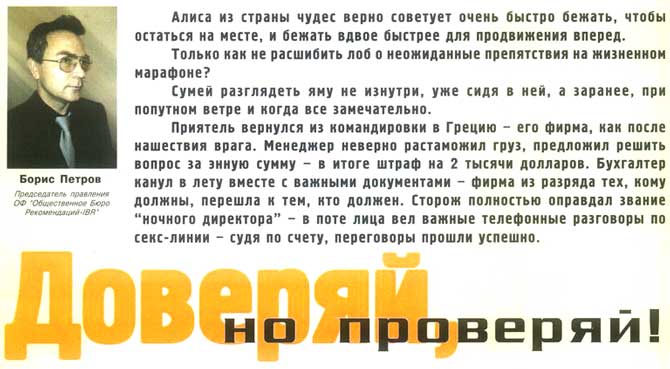 Алиса из страны чудес верно советует очень быстро бежать, чтобы
остаться на месте, и бежать вдвое быстрее для продвижения вперед.
Только как не расшибить лоб о неожиданные препятствия на жизненном
марафоне?
Сумей разглядеть яму не изнутри, уже сидя в ней, а заранее, при
попутном ветре и когда все замечательно.
Приятель вернулся из командировки в Грецию – его фирма, как после
нашествия врага. Менеджер неверно растаможил груз, предложил решить
вопрос за энную сумму – в итоге штраф на 2 тысячи долларов. Бухгалтер
канул в лету вместе с важными документами – фирма из разряда тех, кому
должны, перешла к тем, кто должен. Сторож полностью оправдал звание
"ночного директора" – в поте лица вел важные телефонные разговоры по
секс-линии – судя по счету, переговоры прошли успешно.
Борис Петров
Председатель правления
ОФ "Общественное Бюро
Рекомендаций-IBR"
Доверяй,
но проверяй!